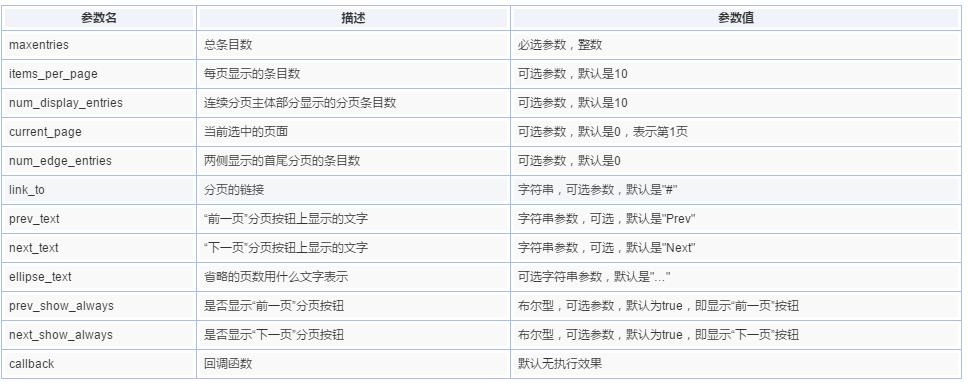 参数名 描述 参数值
maxentries 总条目数 必选参数，整数
items_per_page 每页显示的条目数 可选参数，默认是10
num_display_entries 连续分页主体部分显示的分页条目数 可选参数，默认是10
current_page 当前选中的页面 可选参数，默认是0，表示第1页
num_edge_entries 两侧显示的首尾分页的条目数 可选参数，默认是0
link_to 分页的链接 字符串，可选参数，默认是"#"
prev_text “前一页”分页按钮上显示的文字 字符串参数，可选，默认是"Prev"
next_text “下一页”分页按钮上显示的文字 字符串参数，可选，默认是"Next"
ellipse_text 省略的页数用什么文字表示 可选字符串参数，默认是"…"
prev_show_always 是否显示“前一页”分页按钮 布尔型，可选参数，默认为true，即显示“前一页”按钮
next_show_always 是否显示“下一页”分页按钮 布尔型，可选参数，默认为true，即显示“下一页”按钮
callback 回调函数 默认无执行效果